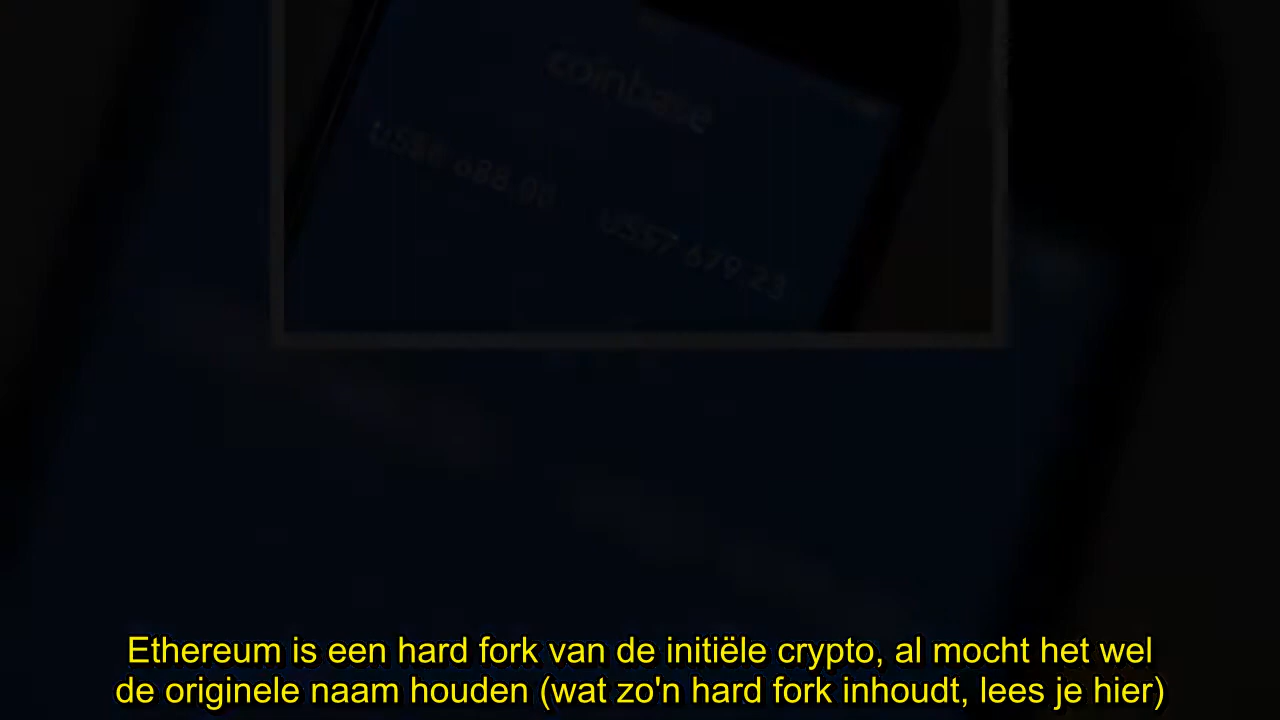 coinbase
Ethereum is een hard fork van de initiële crypto, al mocht het wel
de originele naam houden (wat zo'n hard fork inhoudt, lees je hier)